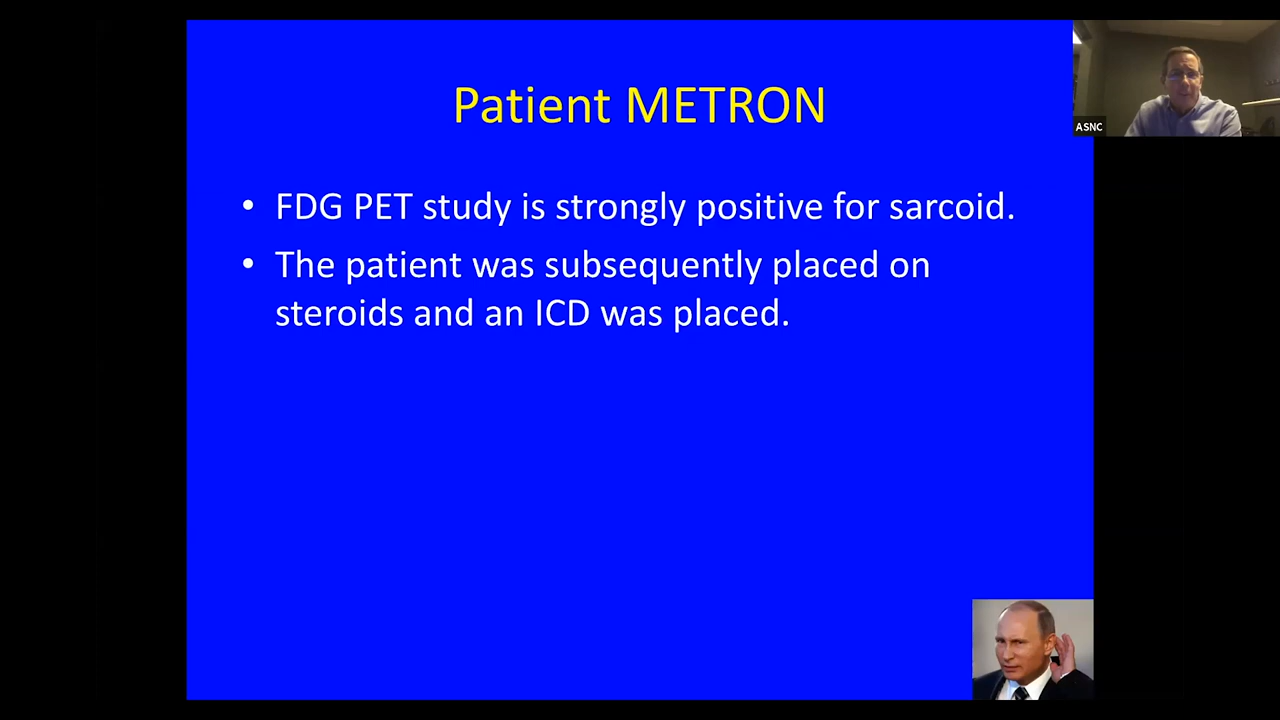 Patient METRON
• FDG PET study is strongly positive for sarcoid.
• The patient was subsequently placed on
steroids and an ICD was placed.
ASNC